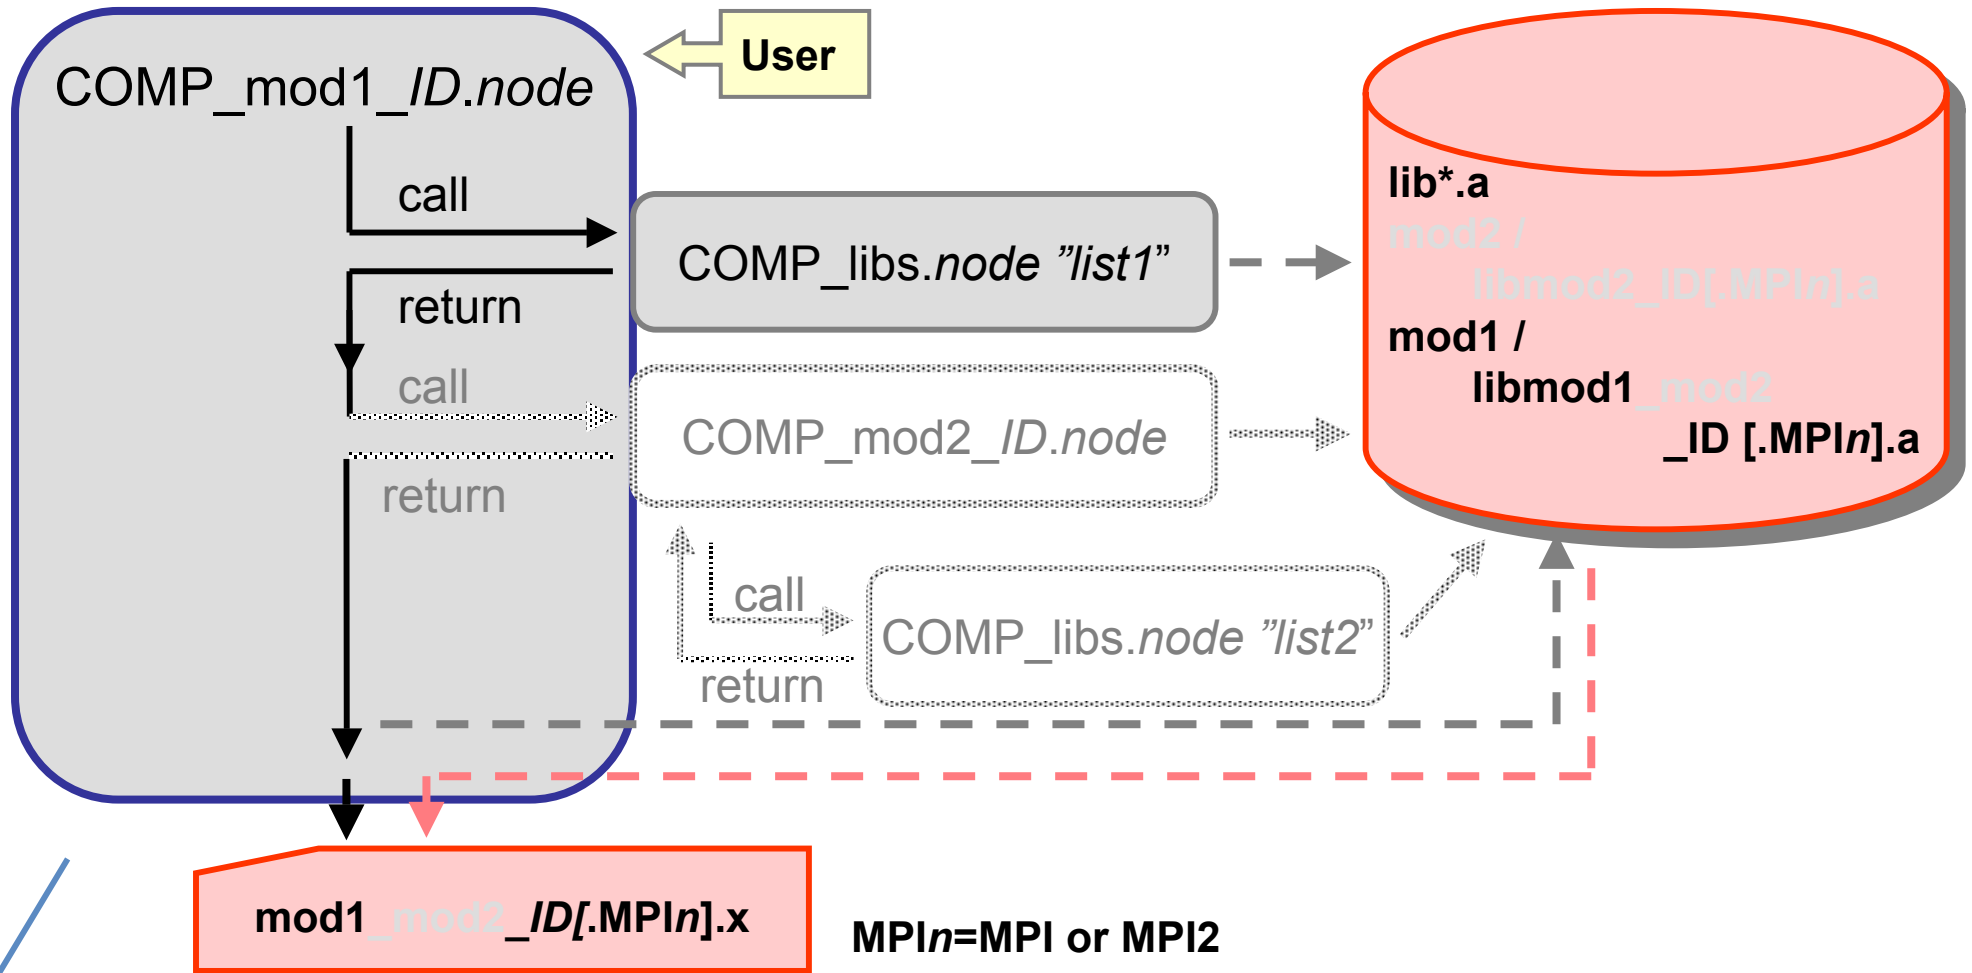 User
COMP_mod1_ID.node
call
COMP_libs.node ”list1”
return
call
COMP_mod2_ID.node
return
call
COMP_libs.node ”list2”
return
lib*.a
mod2 /
libmod2_ID[.MPIn].a
mod1 /
libmod1_mod2
_ID [.MPIn].a
mod1_mod2_ID[.MPIn].x
MPIn=MPI or MPI2